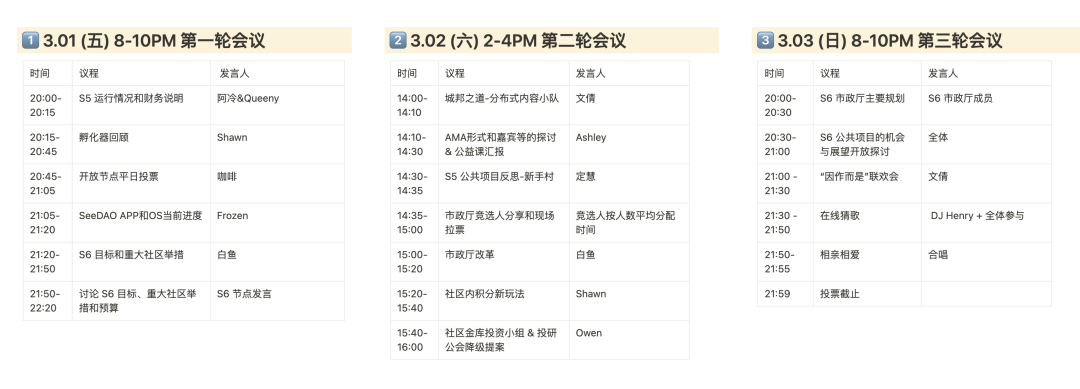 1 3.01 (五) 8-10PM 第一轮会议
时间 议程 发言人
20:00-20:15 S5 运行情况和财务说明 阿冷&Queeny
20:15-20:45 孵化器回顾 Shawn
20:45-21:05 开放节点平日投票 咖啡
21:05-21:20 SeeDAO APP和OS当前进度 Frozen
21:20-21:50 S6 目标和重大社区举措 白鱼
21:50-22:20 讨论 S6 目标、重大社区举措和预算 S6 节点发言
2 3.02 (六) 2-4PM 第二轮会议
时间 议程 发言人
14:00-14:10 城邦之道-分布式内容小队 文倩
14:10-14:30 AMA形式和嘉宾等的探讨 & 公益课汇报 Ashley
14:30-14:35 S5 公共项目反思-新手村 定慧
14:35-15:00 市政厅竞选人分享和现场拉票 竞选人按人数平均分配时间
15:00-15:20 市政厅改革 白鱼
15:20-15:40 社区内积分新玩法 Shawn
15:40-16:00 社区金库投资小组 & 投研公会降级提案 Owen
3 3.03 (日) 8-10PM 第三轮会议
时间 议程 发言人
20:00-20:30 S6 市政厅主要规划 S6 市政厅成员
20:30-21:00 S6 公共项目的机会与展望开放探讨 全体
21:00 -21:30 “因作而是”联欢会 文倩
21:30 -21:50 在线猜歌 DJ Henry + 全体参与
21:50-21:55 相亲相爱 合唱
21:59 投票截止